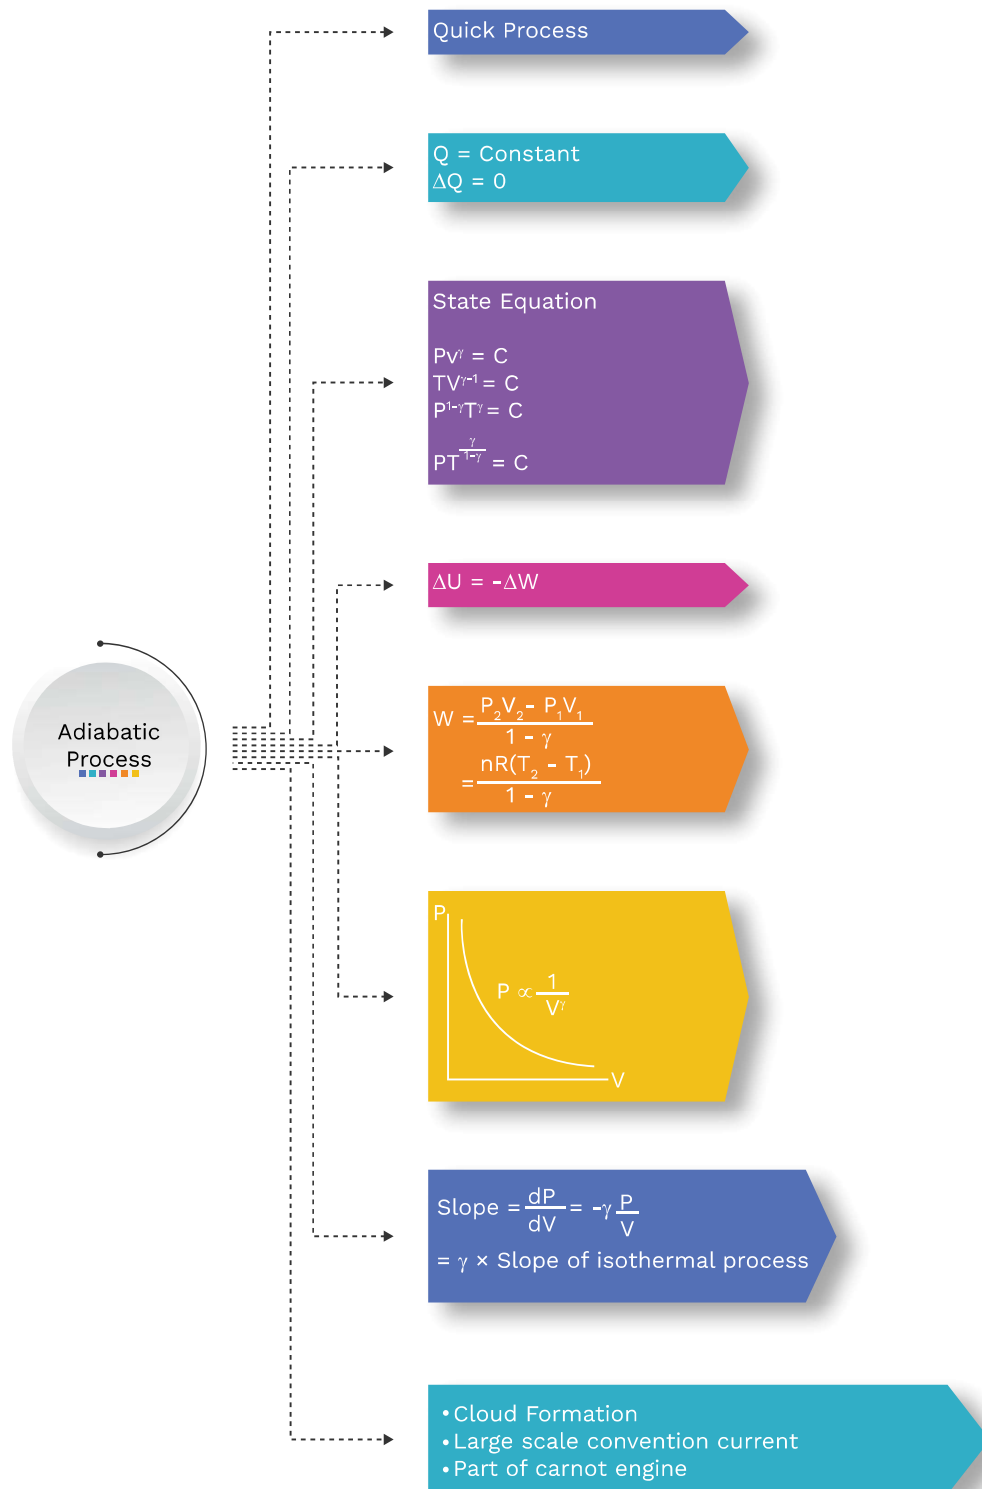 Quick Process
Q = Constant
ΔQ = 0
State Equation
Pv^γ = C
TV^γ-1 = C
P^1-γT^γ = C
PT^γ/1-γ = C
ΔU = -ΔW
Adiabatic
Process
W = P₂V₂ - P₁V₁ / 1 - γ
= nR(T₂ - T₁) / 1 - γ
P
P ∝ 1 / V^γ
V
Slope = dP/dV = -γ P/V
= γ × Slope of isothermal process
• Cloud Formation
• Large scale convention current
• Part of carnot engine